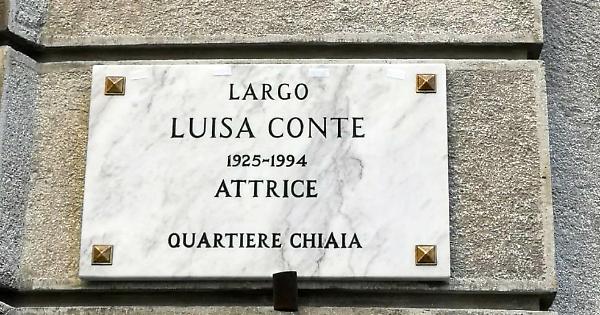 LARGO
LUISA CONTE
1925-1994
ATTRICE
QUARTIERE CHIAIA